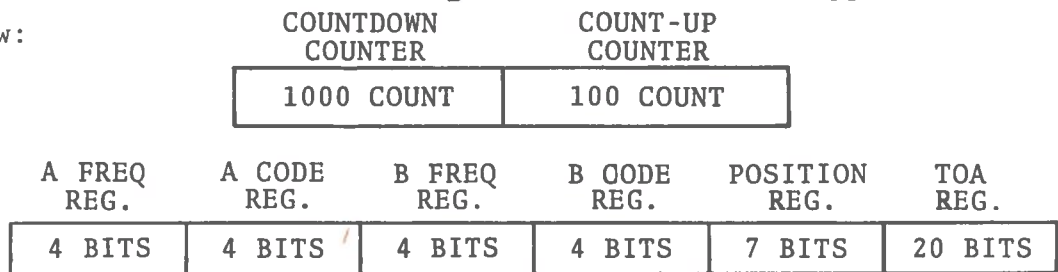 w:
COUNTDOWN COUNT-UP
COUNTER COUNTER
1000 COUNT 100 COUNT
A FREQ A CODE B FREQ B CODE POSITION TOA
REG. REG. REG. REG. REG. REG.
4 BITS 4 BITS 4 BITS 4 BITS 7 BITS 20 BITS